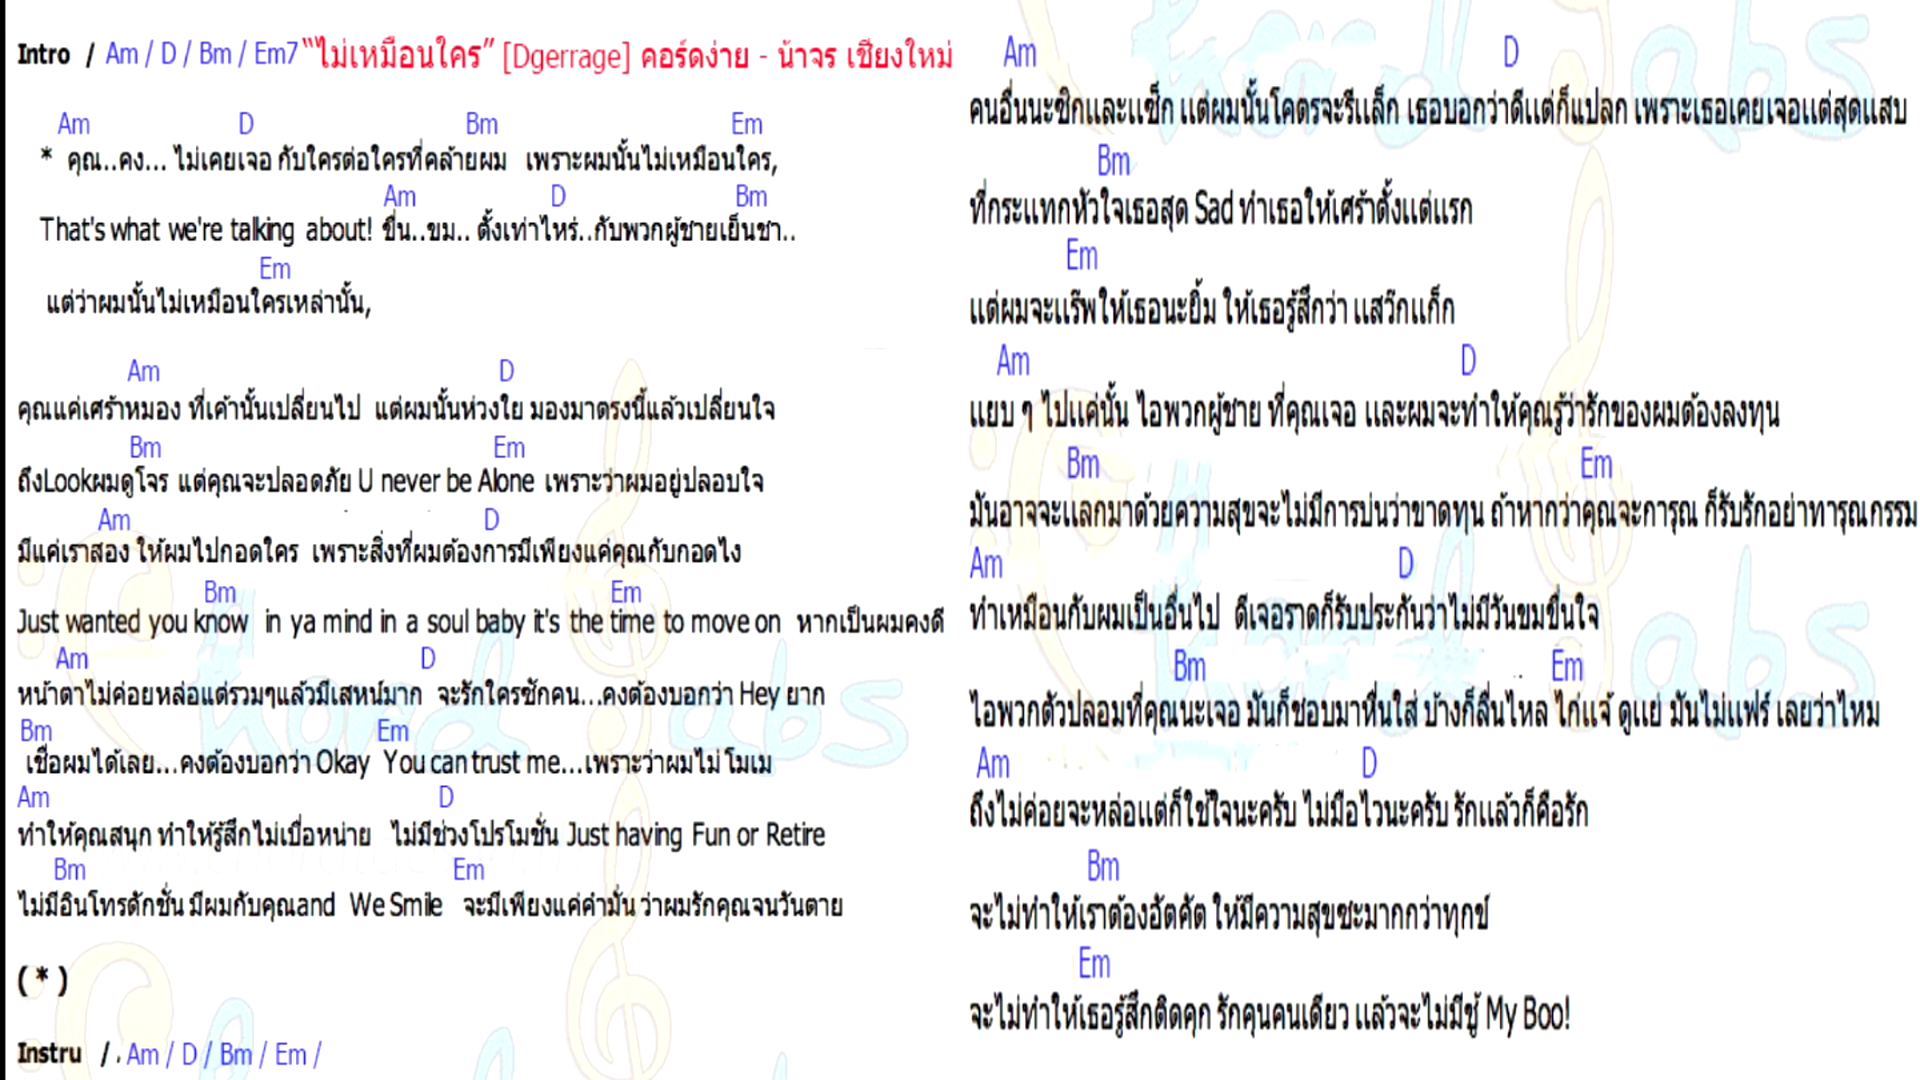 Intro / Am / D / Bm / Em7 “ไม่เหมือนใคร” [Dgerrage] คอร์ดง่าย - น้าจร เชียงใหม่
Am D Bm Em
* คุณ..คง... ไม่เคยเจอ กับใครต่อใครที่คล้ายผม เพราะผมนั้นไม่เหมือนใคร,
Am D Bm
That's what we're talking about! ขื่น..ขม.. ตั้งเท่าไหร่..กับพวกผู้ชายเย็นชา..
Em
แต่ว่าผมนั้นไม่เหมือนใครเหล่านั้น,
Am D
คุณแค่เศร้าหมอง ที่เค้านั้นเปลี่ยนไป แต่ผมนั้นห่วงใย มองมาตรงนี้แล้วเปลี่ยนใจ
Bm Em
ถึงLookผมดูโจร แต่คุณจะปลอดภัย U never be Alone เพราะว่าผมอยู่ปลอบใจ
Am D
มีแค่เราสอง ให้ผมไปกอดใคร เพราะสิ่งที่ผมต้องการมีเพียงแค่คุณกับกอดไง
Bm Em
Just wanted you know in ya mind in a soul baby it's the time to move on หากเป็นผมคงดี
Am D
หน้าตาไม่ค่อยหล่อแต่รวมๆแล้วมีเสหน์มาก จะรักใครซักคน...คงต้องบอกว่า Hey ยาก
Bm Em
เชื่อผมได้เลย...คงต้องบอกว่า Okay You can trust me...เพราะว่าผมไม่โมเม
Am D
ทำให้คุณสนุก ทำให้รู้สึกไม่เบื่อหน่าย ไม่มีช่วงโปรโมชั่น Just having Fun or Retire
Bm Em
ไม่มีอินโทรดักชั่น มีผมกับคุณand We Smile จะมีเพียงแค่คำมั่น ว่าผมรักคุณจนวันตาย
( * )
Instru / . Am / D / Bm / Em /
Am D
คนอื่นนะซิกและแซ็ก แต่ผมนั้นโคตรจะรีแล็ก เธอบอกว่าดีแต่ก็แปลก เพราะเธอเคยเจอแต่สุดแสบ
Bm
ที่กระแทกหัวใจเธอสุด Sad ทำเธอให้เศร้าตั้งแต่แรก
Em
แต่ผมจะแร๊พให้เธอนะยิ้ม ให้เธอรู้สึกว่า แสว๊กแก็ก
Am D
แยบ ๆ ไปแค่นั้น ไอพวกผู้ชาย ที่คุณเจอ และผมจะทำให้คุณรู้ว่ารักของผมต้องลงทุน
Bm Em
มันอาจจะแลกมาด้วยความสุขจะไม่มีการบ่นว่าขาดทุน ถ้าหากว่าคุณจะการุณ ก็รับรักอย่าทารุณกรรม
Am D
ทำเหมือนกับผมเป็นอื่นไป ดีเจอราดก็รับประกันว่าไม่มีวันขมขื่นใจ
Bm Em
ไอพวกตัวปลอมที่คุณนะเจอ มันก็ชอบมาหื่นใส่ บ้างก็ลื่นไหล ไก่แจ้ ดูแย่ มันไม่แฟร์ เลยว่าไหม
Am D
ถึงไม่ค่อยจะหล่อแต่ก็ใช้ใจนะครับ ไม่มือไวนะครับ รักแล้วก็คือรัก
Bm
จะไม่ทำให้เราต้องอัตคัต ให้มีความสุขซะมากกว่าทุกข์
Em
จะไม่ทำให้เธอรู้สึกติดคุก รักคุนคนเดียว แล้วจะไม่มีชู้ My Boo!